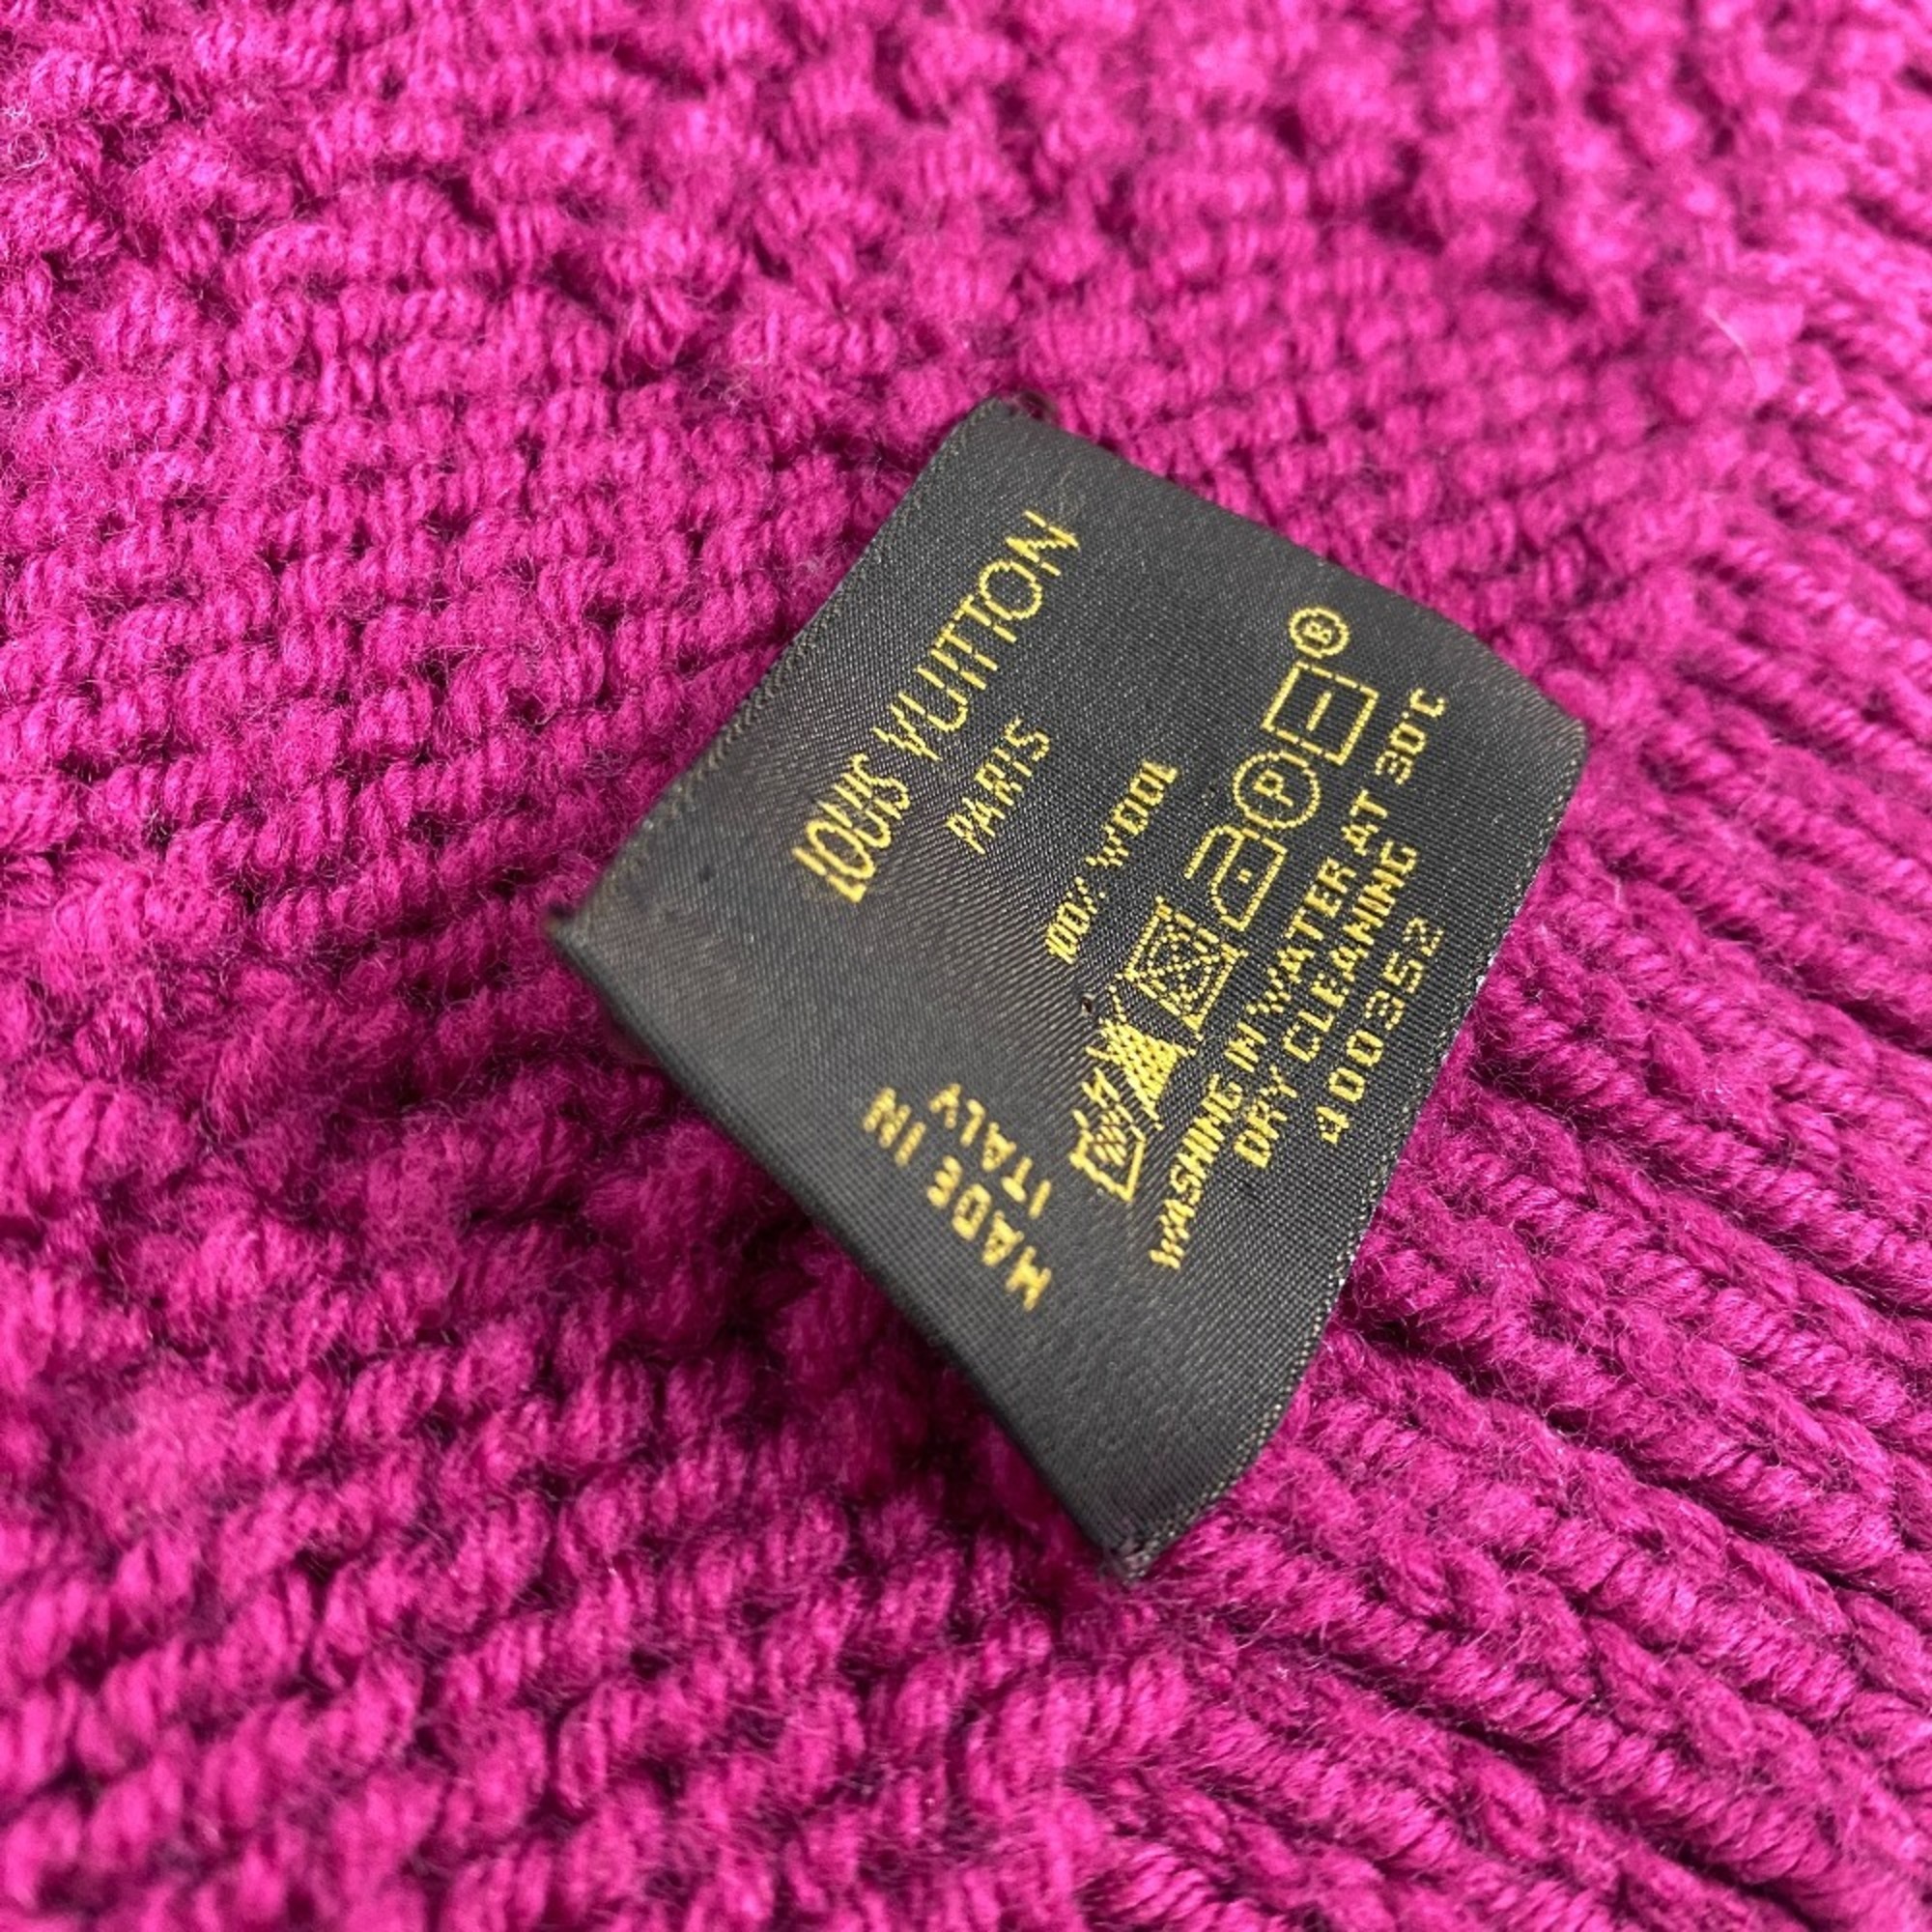 LOUIS VUITTON
PARIS
100% WOOL
P
WASHING IN WATER AT 30°C
DRY CLEANING
400352
MADE IN
ITALY